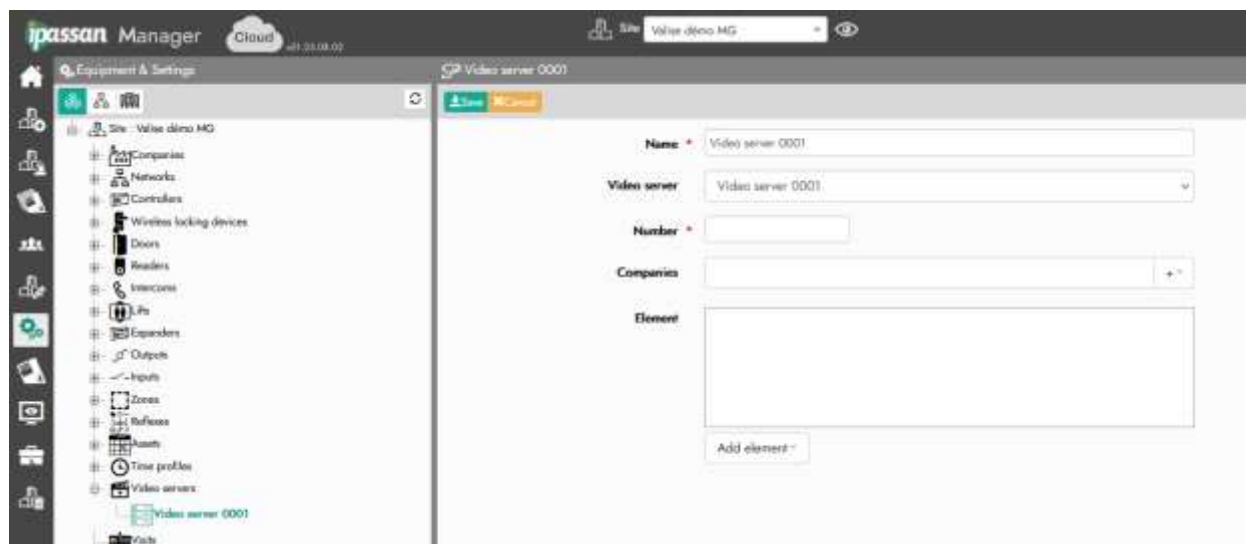 ipassan Manager
Cloud
Site
Valise démo MG
Equipment & Settings
Video server 0001
Save
Cancel
Site : Valise démo MG
Companies
Networks
Controllers
Wireless locking devices
Doors
Readers
Intercoms
Lifts
Expanders
Outputs
Inputs
Zones
Reflexes
Assets
Time profiles
Video servers
Video server 0001
Visits
Name *
Video server 0001
Video server
Video server 0001
Number *
Companies
+
Element
Add element